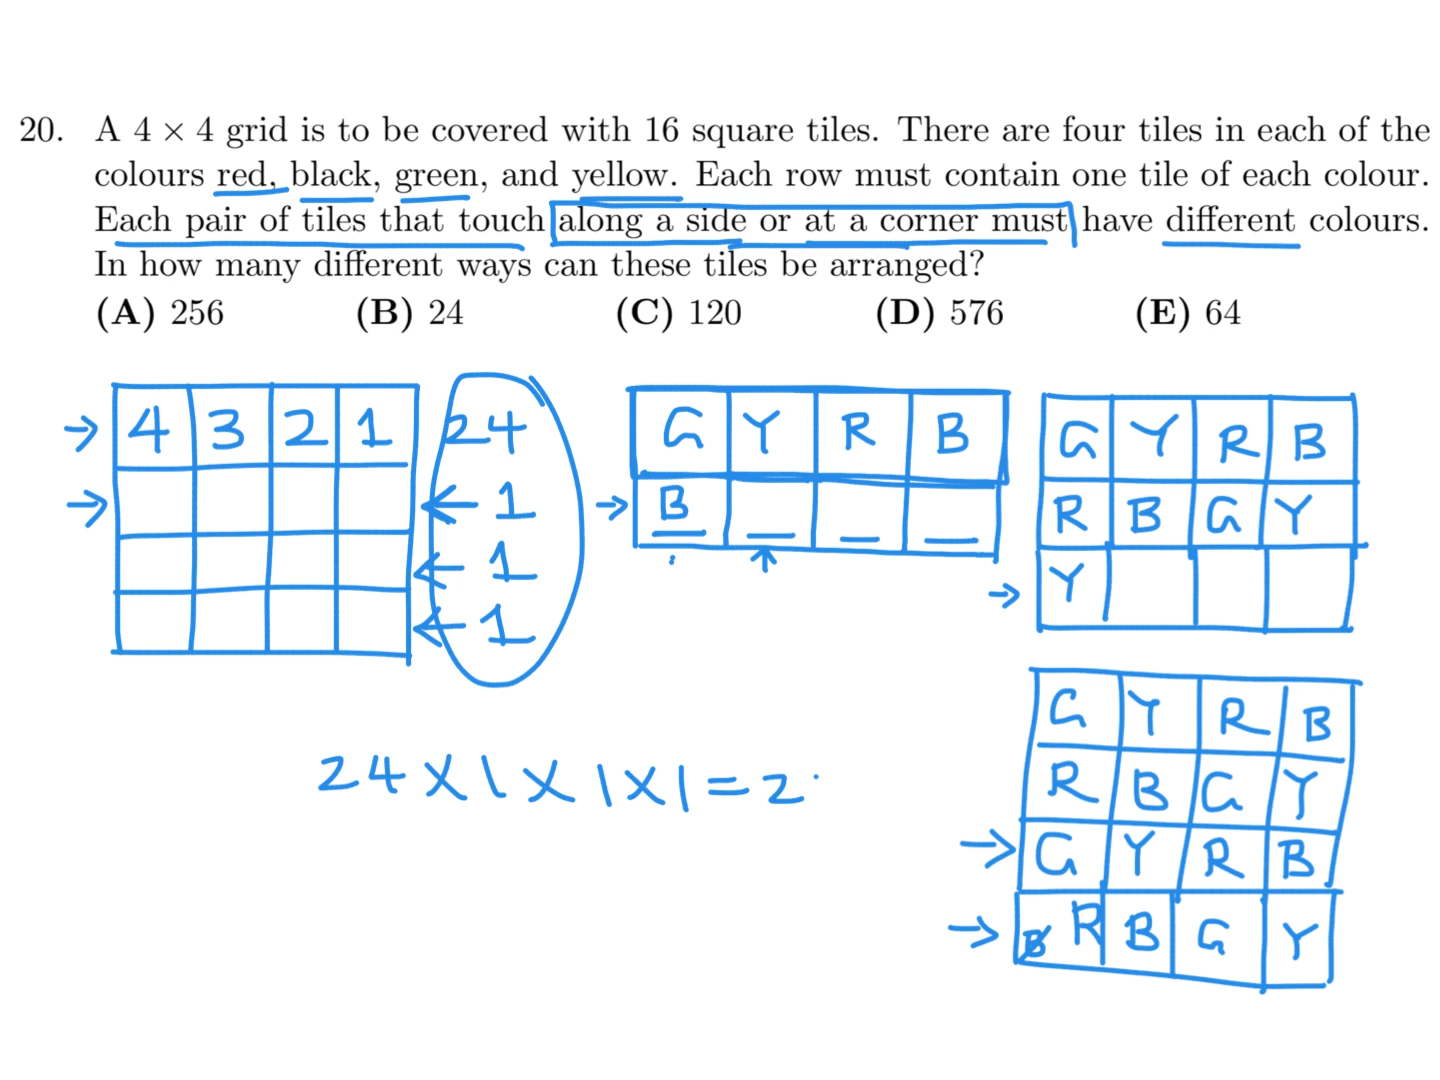 20. A 4 × 4 grid is to be covered with 16 square tiles. There are four tiles in each of the
colours red, black, green, and yellow. Each row must contain one tile of each colour.
Each pair of tiles that touch along a side or at a corner must have different colours.
In how many different ways can these tiles be arranged?
(A) 256 (B) 24 (C) 120 (D) 576 (E) 64
→ 4 3 2 1 24
→ ← 1
← 1
← 1
G Y R B
→ B
↑
G Y R B
R B G Y
→ Y
24 X 1 X 1 X 1 = 2
G Y R B
R B G Y
→ G Y R B
→ B R B G Y